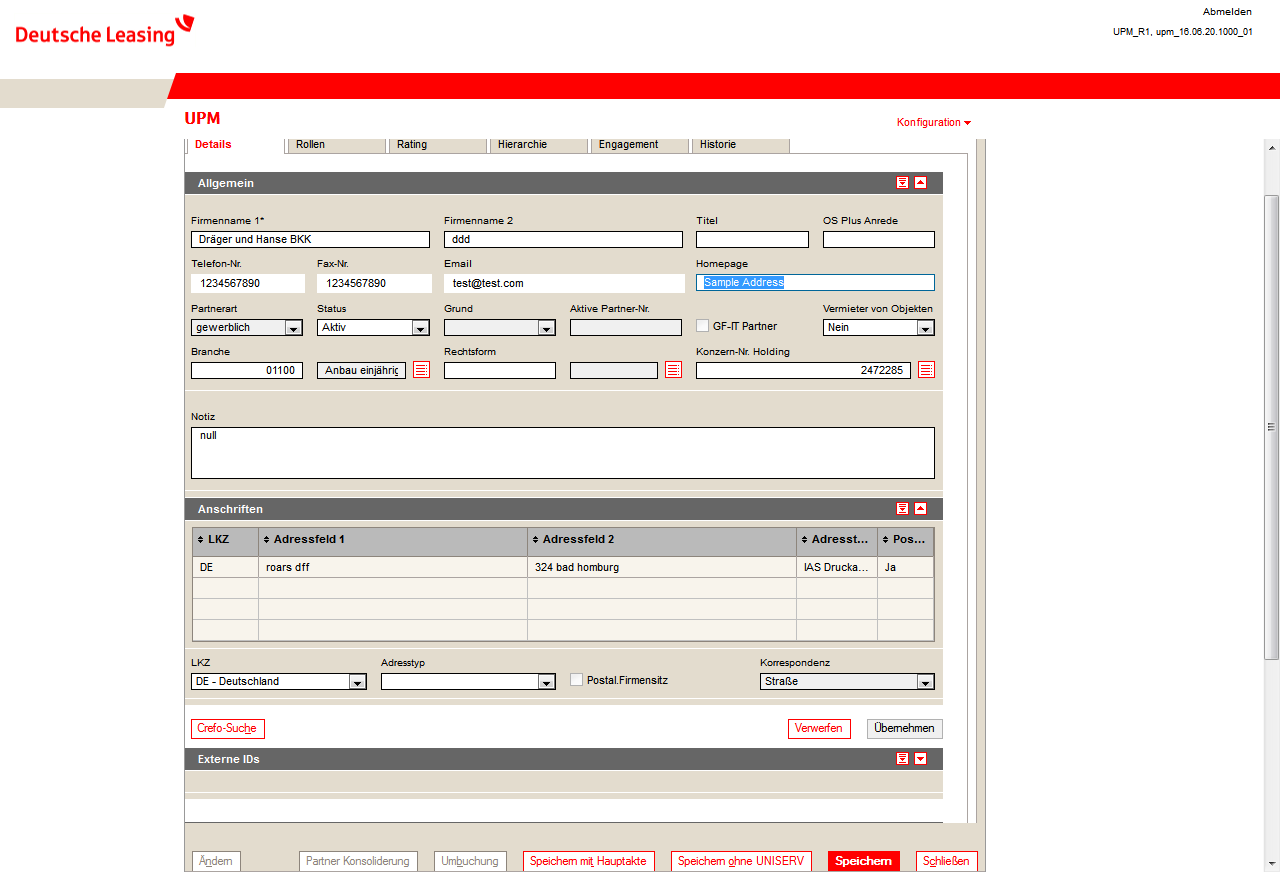 Abmelden
Deutsche Leasing
UPM_R1, upm_16.06.20.1000_01
UPM
Konfiguration
Details Rollen Rating Hierarchie Engagement Historie
Allgemein
Firmenname 1* Firmenname 2 Titel OS Plus Anrede
Dräger und Hanse BKK ddd
Telefon-Nr. Fax-Nr. Email Homepage
1234567890 1234567890 test@test.com Sample Address
Partnerart Status Grund Aktive Partner-Nr. Vermieter von Objekten
gewerblich Aktiv GF-IT Partner Nein
Branche Rechtsform Konzern-Nr. Holding
01100 Anbau einjährig 2472285
Notiz
null
Anschriften
LKZ Adressfeld 1 Adressfeld 2 Adresst... Pos...
DE roars dff 324 bad homburg IAS Drucka... Ja
LKZ Adresstyp Korrespondenz
DE - Deutschland Postal.Firmensitz Straße
Crefo-Suche Verwerfen Übernehmen
Externe IDs
Ändern Partner Konsolidierung Umbuchung Speichern mit Hauptakte Speichern ohne UNISERV Speichern Schließen